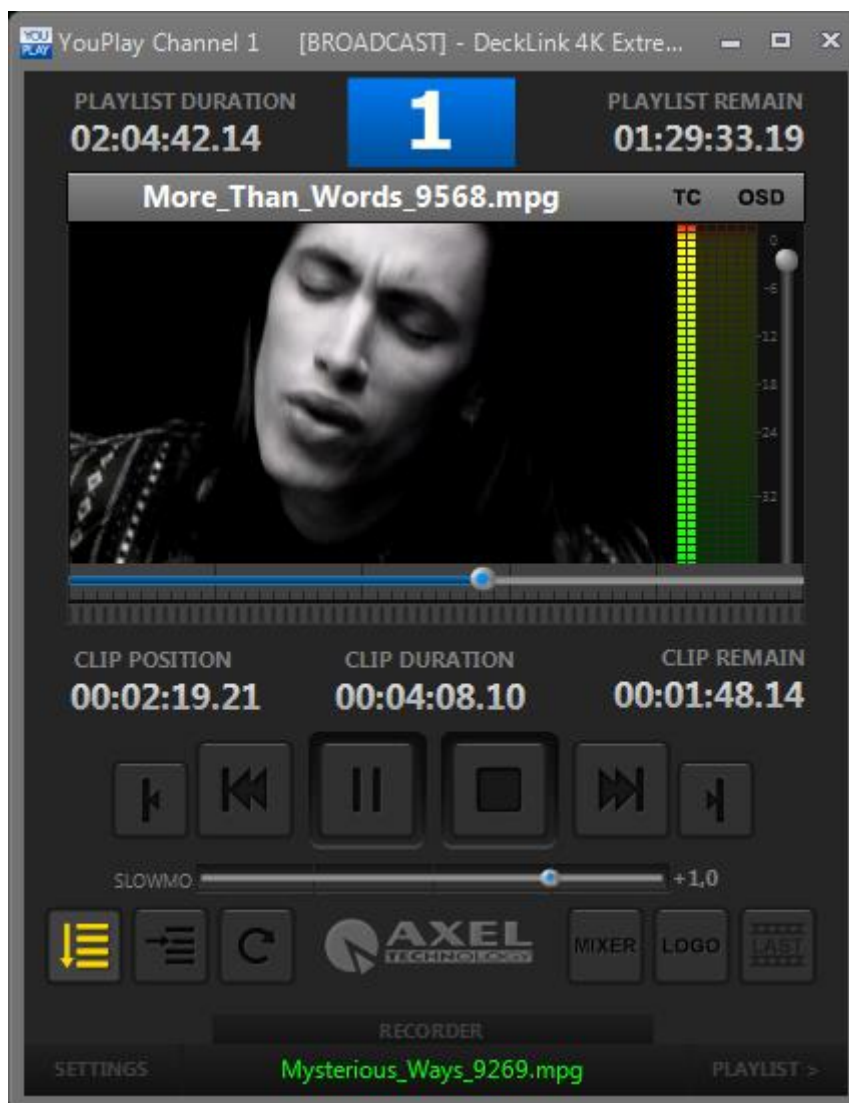 YOU PLAY YouPlay Channel 1 [BROADCAST] - DeckLink 4K Extre...
PLAYLIST DURATION 1 PLAYLIST REMAIN
02:04:42.14 01:29:33.19
More_Than_Words_9568.mpg TC OSD
0
-6
-12
-18
-24
-32
CLIP POSITION CLIP DURATION CLIP REMAIN
00:02:19.21 00:04:08.10 00:01:48.14
SLOWMO +1,0
AXEL TECHNOLOGY MIXER LOGO LAST
RECORDER
SETTINGS Mysterious_Ways_9269.mpg PLAYLIST >